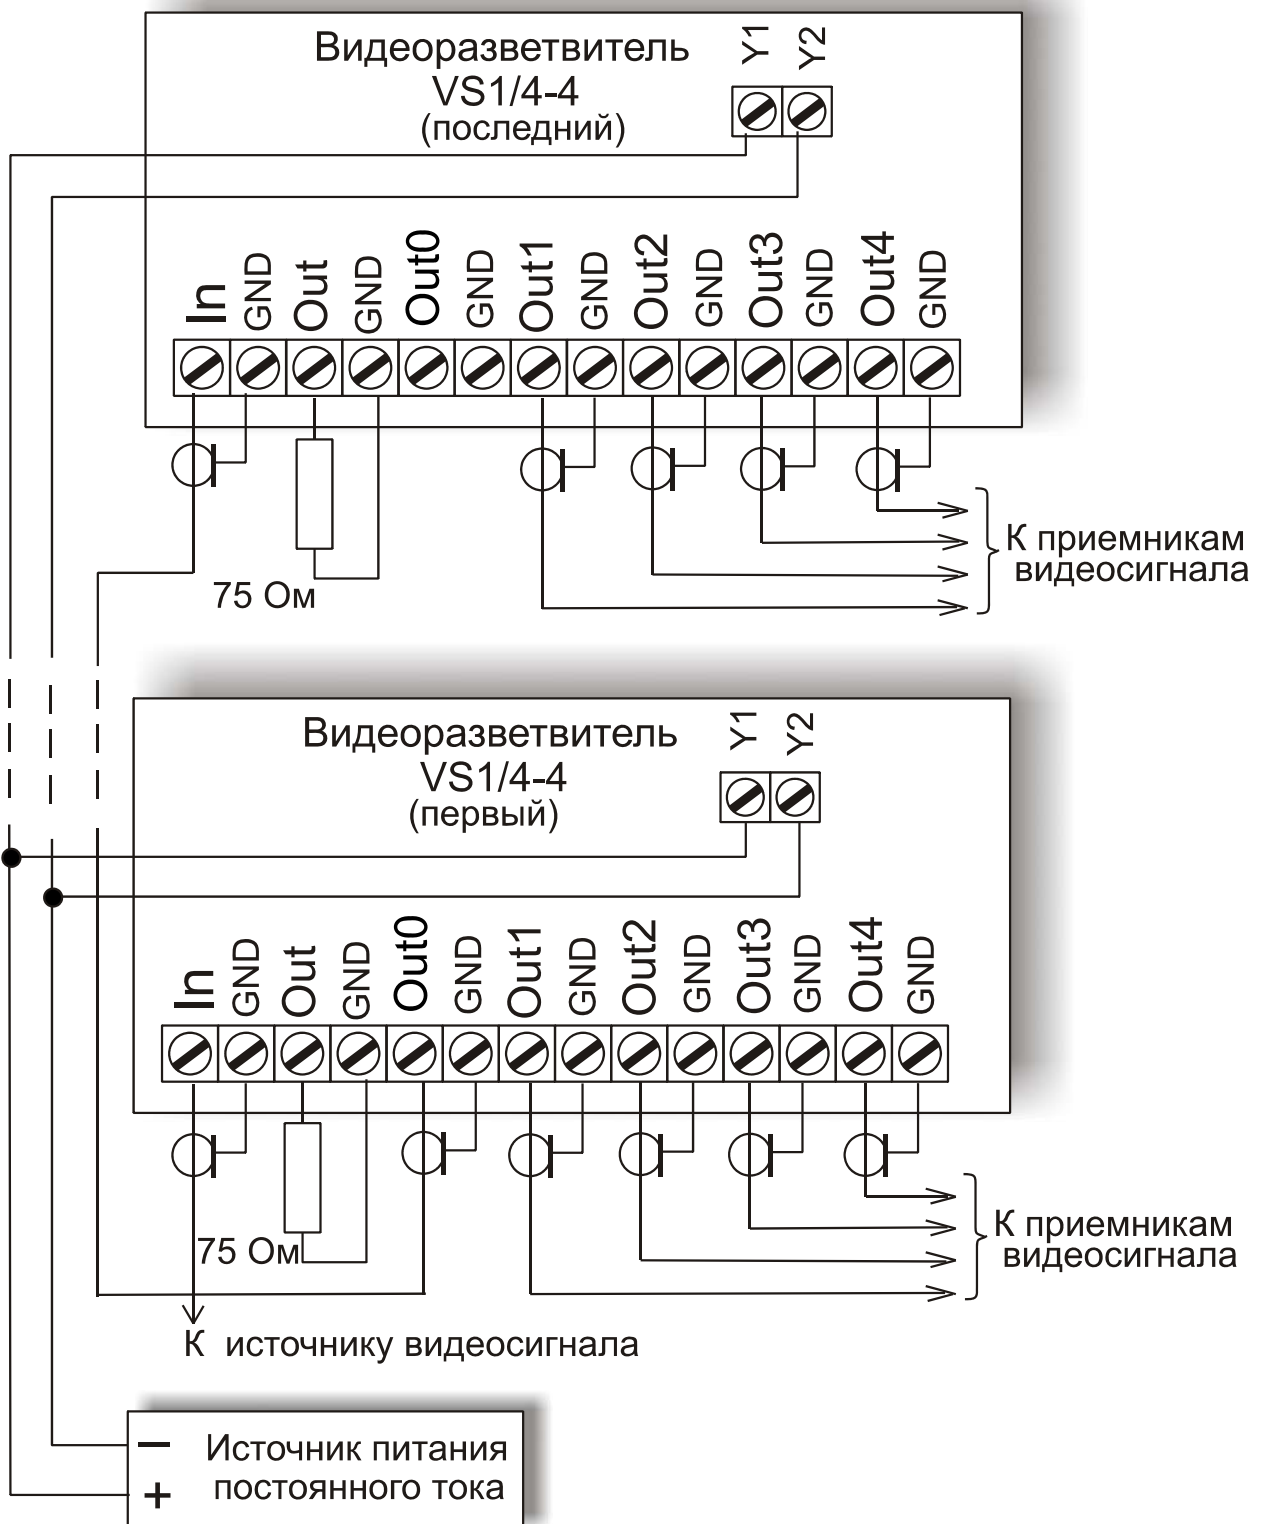 Видеоразветвитель
VS1/4-4
(последний)
Y1
Y2
In
GND
Out
GND
Out0
GND
Out1
GND
Out2
GND
Out3
GND
Out4
GND
75 Ом
К приемникам
видеосигнала
Видеоразветвитель
VS1/4-4
(первый)
Y1
Y2
In
GND
Out
GND
Out0
GND
Out1
GND
Out2
GND
Out3
GND
Out4
GND
75 Ом
К приемникам
видеосигнала
К источнику видеосигнала
− Источник питания
+ постоянного тока